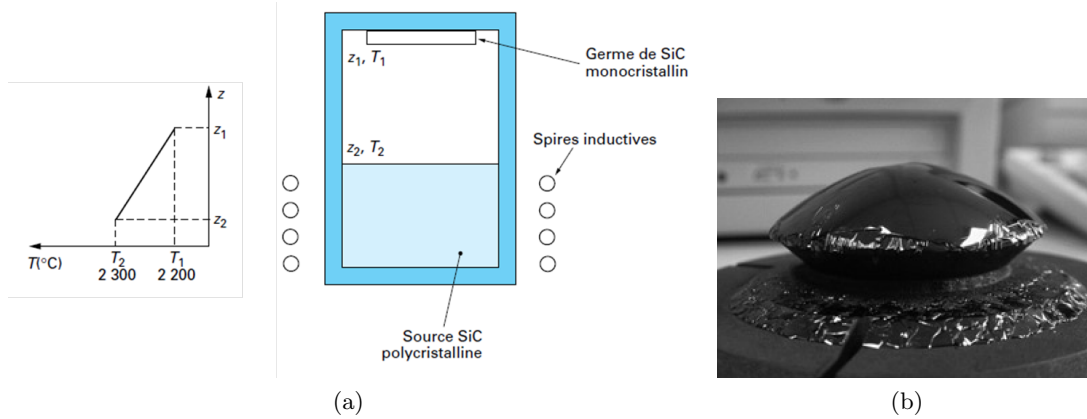 z
z1
z2
T(°C)
T2
2 300
T1
2 200
z1, T1
z2, T2
Germe de SiC
monocristallin
Spires inductives
Source SiC
polycristalline
(a)
(b)